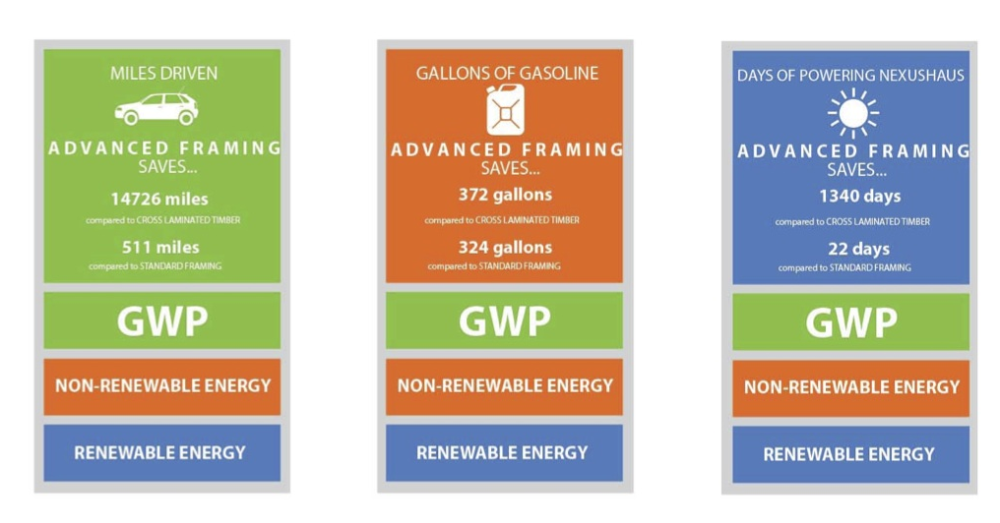 MILES DRIVEN
ADVANCED FRAMING
SAVES...
14726 miles
compared to CROSS LAMINATED TIMBER
511 miles
compared to STANDARD FRAMING
GWP
NON-RENEWABLE ENERGY
RENEWABLE ENERGY
GALLONS OF GASOLINE
ADVANCED FRAMING
SAVES...
372 gallons
compared to CROSS LAMINATED TIMBER
324 gallons
compared to STANDARD FRAMING
GWP
NON-RENEWABLE ENERGY
RENEWABLE ENERGY
DAYS OF POWERING NEXUSHAUS
ADVANCED FRAMING
SAVES...
1340 days
compared to CROSS LAMINATED TIMBER
22 days
compared to STANDARD FRAMING
GWP
NON-RENEWABLE ENERGY
RENEWABLE ENERGY